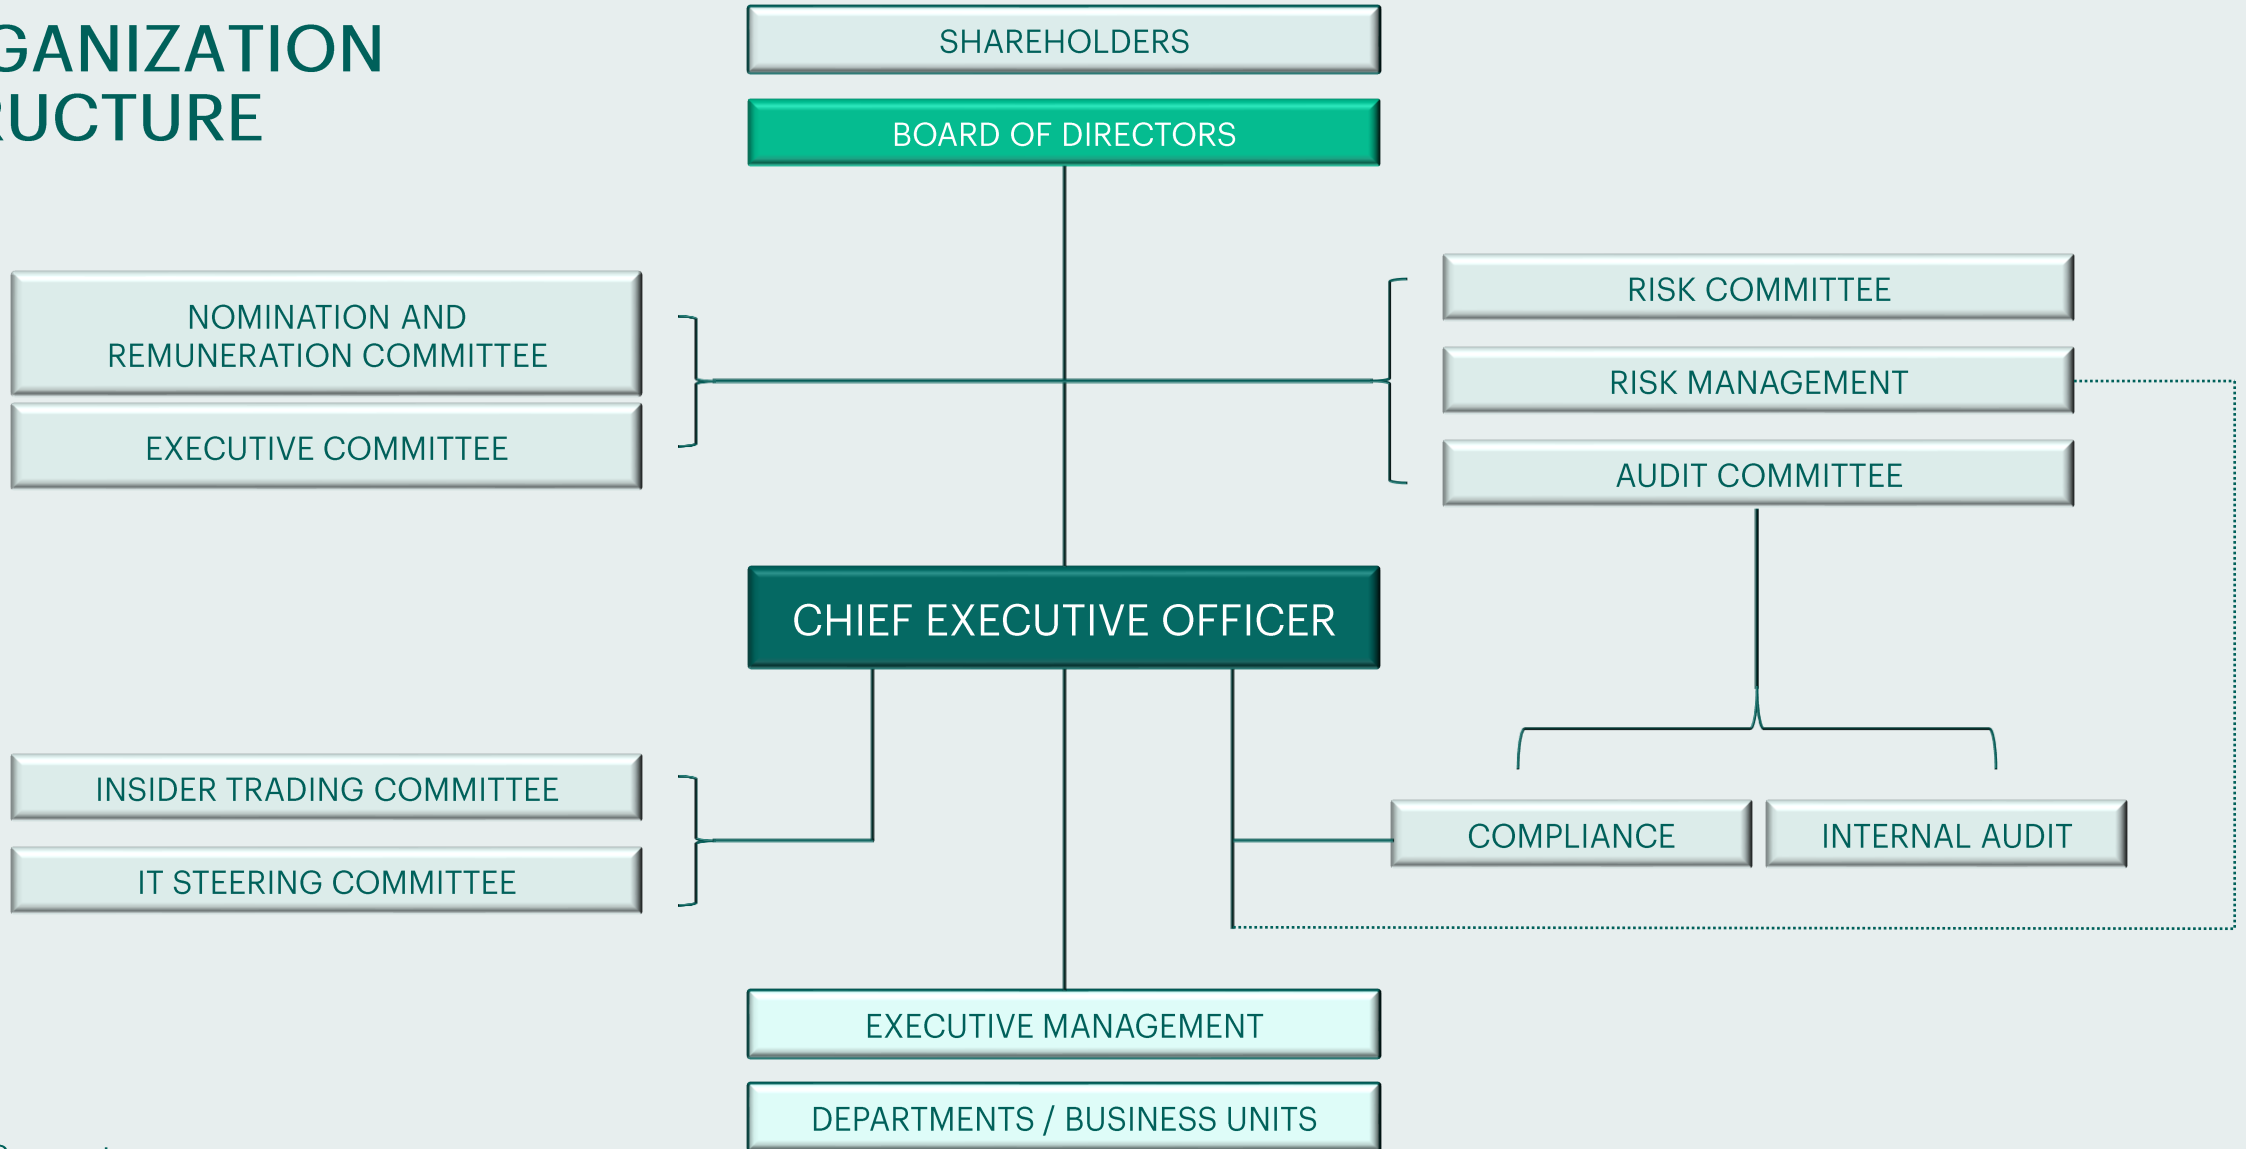 GANIZATION
RUCTURE
SHAREHOLDERS
BOARD OF DIRECTORS
NOMINATION AND
REMUNERATION COMMITTEE
EXECUTIVE COMMITTEE
RISK COMMITTEE
RISK MANAGEMENT
AUDIT COMMITTEE
CHIEF EXECUTIVE OFFICER
INSIDER TRADING COMMITTEE
IT STEERING COMMITTEE
COMPLIANCE
INTERNAL AUDIT
EXECUTIVE MANAGEMENT
DEPARTMENTS / BUSINESS UNITS